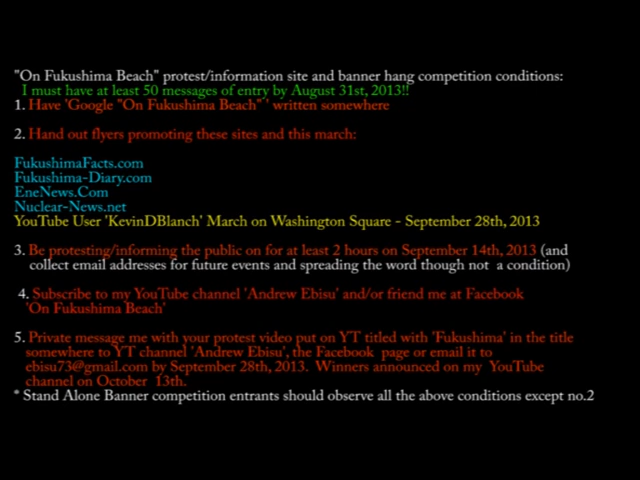 "On Fukushima Beach" protest/information site and banner hang competition conditions:
I must have at least 50 messages of entry by August 31st, 2013!!
1. Have 'Google "On Fukushima Beach" ' written somewhere
2. Hand out flyers promoting these sites and this march:
FukushimaFacts.com
Fukushima-Diary.com
EneNews.Com
Nuclear-News.net
YouTube User 'KevinDBlanch' March on Washington Square - September 28th, 2013
3. Be protesting/informing the public on for at least 2 hours on September 14th, 2013 (and
collect email addresses for future events and spreading the word though not a condition)
4. Subscribe to my YouTube channel 'Andrew Ebisu' and/or friend me at Facebook
'On Fukushima Beach'
5. Private message me with your protest video put on YT titled with 'Fukushima' in the title
somewhere to YT channel 'Andrew Ebisu', the Facebook page or email it to
ebisu73@gmail.com by September 28th, 2013. Winners announced on my YouTube
channel on October 13th.
* Stand Alone Banner competition entrants should observe all the above conditions except no.2